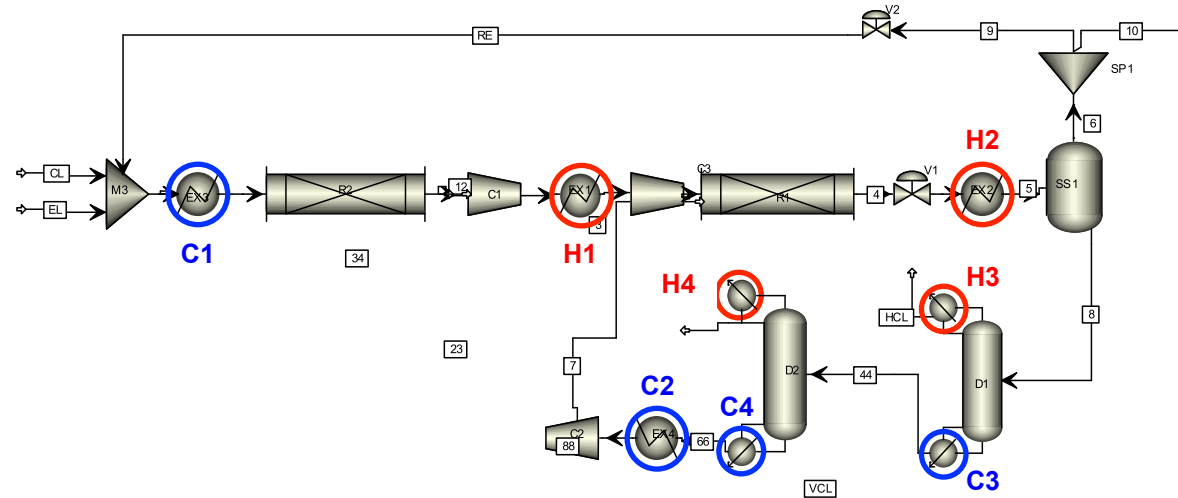 V2
RE
9
10
SP1
6
H2
C3
CL
M3
EX3
R2
12
C1
H1
EX1
3
R1
4
V1
EX2
5
SS1
EL
C1
34
H4
H3
HCL
8
23
7
D2
44
D1
C2
C4
C2
88
EX4
66
C3
VCL